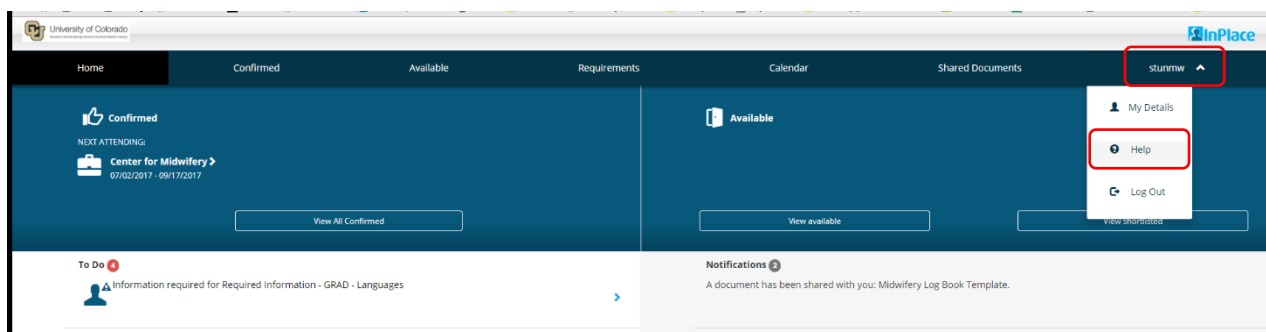 University of Colorado
InPlace
Home Confirmed Available Requirements Calendar Shared Documents stunmw
Confirmed
NEXT ATTENDING:
Center for Midwifery
07/02/2017 - 09/17/2017
View All Confirmed
Available
View available
View shortlisted
My Details
Help
Log Out
To Do 4
Information required for Required Information - GRAD - Languages
Notifications 2
A document has been shared with you: Midwifery Log Book Template.